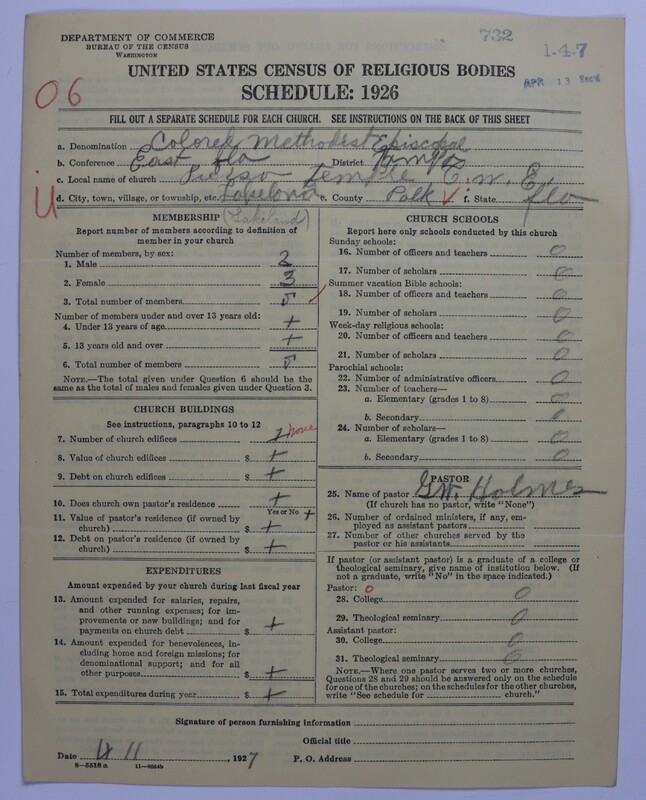 732
1-4-7
DEPARTMENT OF COMMERCE
BUREAU OF THE CENSUS
WASHINGTON
APR 13
UNITED STATES CENSUS OF RELIGIOUS BODIES
SCHEDULE: 1926
06
FILL OUT A SEPARATE SCHEDULE FOR EACH CHURCH. SEE INSTRUCTIONS ON THE BACK OF THIS SHEET
a. Denomination Colored Methodist Episcopal
b. Conference East Fla District Tampa
c. Local name of church Temple C. M. E.
d. City, town, village, or township, etc. e. County Polk f. State Fla
U
MEMBERSHIP (Lakeland)
Report number of members according to definition of
member in your church
Number of members, by sex:
1. Male 2
2. Female 3
3. Total number of members 5
Number of members under and over 13 years old:
4. Under 13 years of age +
5. 13 years old and over +
6. Total number of members 5
NOTE.—The total given under Question 6 should be the
same as the total of males and females given under Question 3.
CHURCH BUILDINGS
See instructions, paragraphs 10 to 12
7. Number of church edifices none
8. Value of church edifices $ +
9. Debt on church edifices $ +
10. Does church own pastor's residence +
Yes or No
11. Value of pastor's residence (if owned by
church) $ +
12. Debt on pastor's residence (if owned by
church) $ +
EXPENDITURES
Amount expended by your church during last fiscal year
13. Amount expended for salaries, repairs,
and other running expenses; for im-
provements or new buildings; and for
payments on church debt $ +
14. Amount expended for benevolences, in-
cluding home and foreign missions; for
denominational support; and for all
other purposes $ +
15. Total expenditures during year $ +
CHURCH SCHOOLS
Report here only schools conducted by this church
Sunday schools:
16. Number of officers and teachers 0
17. Number of scholars 0
Summer vacation Bible schools:
18. Number of officers and teachers 0
19. Number of scholars 0
Week-day religious schools:
20. Number of officers and teachers 0
21. Number of scholars 0
Parochial schools:
22. Number of administrative officers 0
23. Number of teachers—
a. Elementary (grades 1 to 8) 0
b. Secondary 0
24. Number of scholars—
a. Elementary (grades 1 to 8) 0
b. Secondary 0
PASTOR
25. Name of pastor G. W. Holmes
(If church has no pastor, write "None")
26. Number of ordained ministers, if any, em-
ployed as assistant pastors
27. Number of other churches served by the
pastor or his assistants
If pastor (or assistant pastor) is a graduate of a college or
theological seminary, give name of institution below. (If
not a graduate, write "No" in the space indicated.)
Pastor: 0
28. College 0
29. Theological seminary 0
Assistant pastor:
30. College 0
31. Theological seminary 0
NOTE.—Where one pastor serves two or more churches,
Questions 28 and 29 should be answered only on the schedule
for one of the churches; on the schedules for the other churches,
write "See schedule for church."
Signature of person furnishing information
Official title
Date 4 11, 1927 P. O. Address
8—5518 a